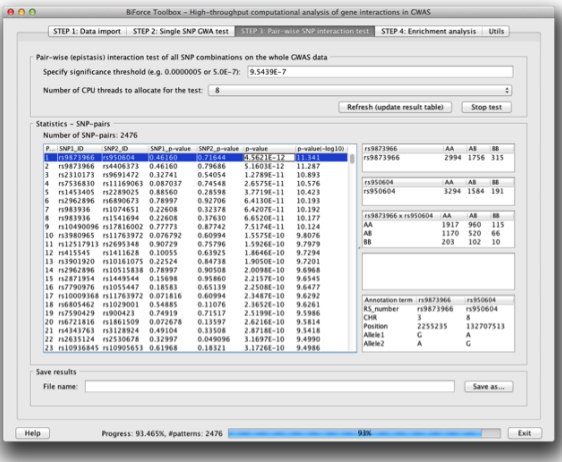 BiForce Toolbox - High-throughput computational analysis of gene interactions in GWAS
STEP 1: Data import STEP 2: Single SNP GWA test STEP 3: Pair-wise SNP interaction test STEP 4: Enrichment analysis Utils
Pair-wise (epistasis) interaction test of all SNP combinations on the whole GWAS data
Specify significance threshold (e.g. 0.0000005 or 5.0E-7): 9.5439E-7
Number of CPU threads to allocate for the test: 8
Refresh (update result table) Stop test
Statistics - SNP-pairs
Number of SNP-pairs: 2476
P... SNP1_ID SNP2_ID SNP1_p-value SNP2_p-value p-value p-value(-log10)
1 rs9873966 rs950604 0.46160 0.71644 4.5621E-12 11.341
2 rs9873966 rs4406373 0.46160 0.79686 5.1603E-12 11.287
3 rs2310173 rs9691472 0.32741 0.54054 1.2789E-11 10.893
4 rs7536830 rs11169063 0.087037 0.74548 2.6575E-11 10.576
5 rs1453405 rs2289025 0.88560 0.28598 3.7719E-11 10.423
6 rs2962896 rs6890673 0.78997 0.92706 6.4130E-11 10.193
7 rs983936 rs1074651 0.22608 0.32378 6.4207E-11 10.192
8 rs983936 rs1541694 0.22608 0.37630 6.6520E-11 10.177
9 rs10490096 rs17816002 0.77773 0.87742 7.5174E-11 10.124
10 rs3980965 rs11763972 0.076792 0.60994 1.5575E-10 9.8076
11 rs12517913 rs2695348 0.90729 0.75796 1.5926E-10 9.7979
12 rs415545 rs1411628 0.10055 0.63925 1.8646E-10 9.7294
13 rs3901920 rs10161075 0.22524 0.84738 1.9050E-10 9.7201
14 rs2962896 rs10515838 0.78997 0.90508 2.0098E-10 9.6968
15 rs2871954 rs1449544 0.15698 0.95860 2.2157E-10 9.6545
16 rs7790976 rs1055447 0.18583 0.65139 2.2508E-10 9.6477
17 rs10009368 rs11763972 0.071816 0.60994 2.3487E-10 9.6292
18 rs6805462 rs1029001 0.54885 0.11076 2.3652E-10 9.6261
19 rs7590429 rs900423 0.74919 0.71517 2.5199E-10 9.5986
20 rs6721816 rs1861509 0.072678 0.13597 2.6216E-10 9.5814
21 rs4343763 rs3128924 0.49104 0.53508 2.8718E-10 9.5418
22 rs2635124 rs2530678 0.32997 0.049096 3.1697E-10 9.4990
23 rs10936845 rs10905653 0.61968 0.18321 3.1726E-10 9.4986
rs9873966 AA AB BB
rs9873966 2994 1756 315
rs950604 AA AB BB
rs950604 3294 1584 191
rs9873966 x rs950604 AA AB BB
AA 1917 960 115
AB 1170 520 66
BB 203 102 10
Annotation term rs9873966 rs950604
RS_number rs9873966 rs950604
CHR 3 8
Position 2255235 132707513
Allele1 G A
Allele2 A G
Save results
File name: Save as...
Help Progress: 93.465%, #patterns: 2476 93% Exit